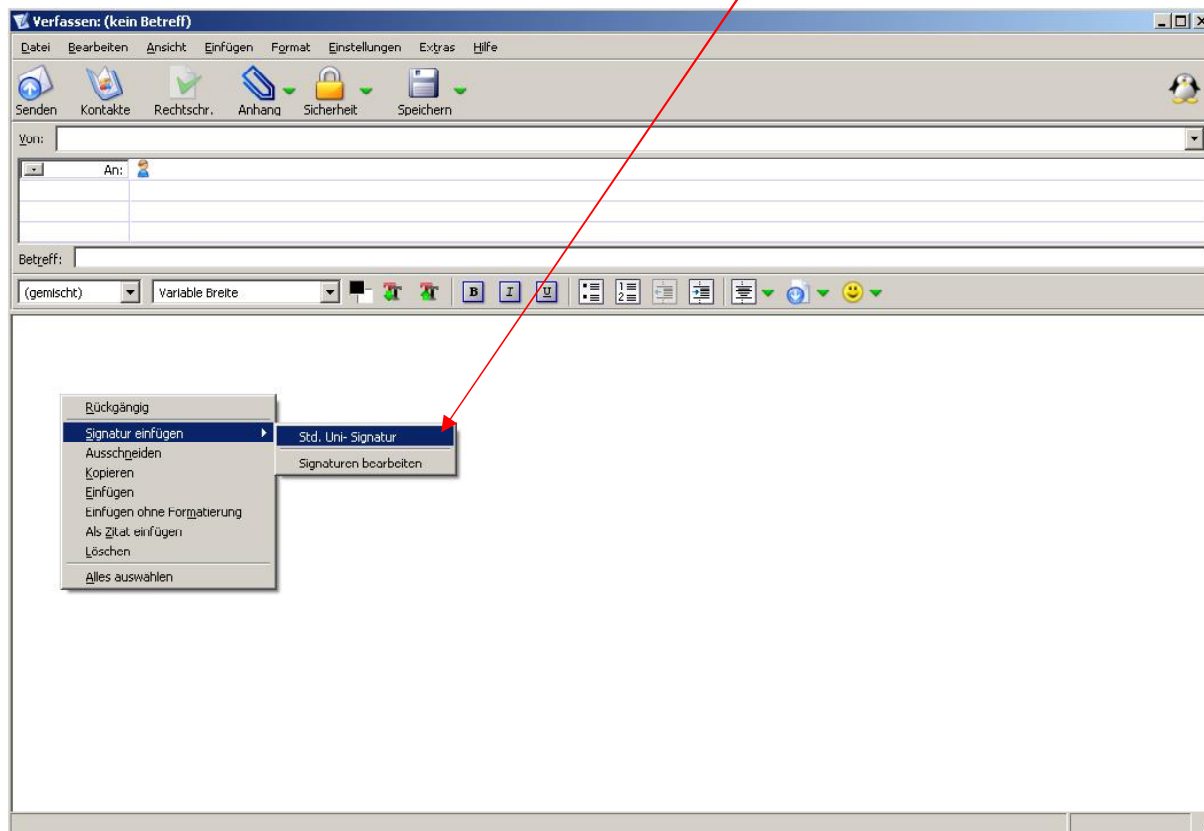 Verfassen: (kein Betreff)
Datei Bearbeiten Ansicht Einfügen Format Einstellungen Extras Hilfe
Senden Kontakte Rechtschr. Anhang Sicherheit Speichern
Von:
An:
Betreff:
(gemischt) Variable Breite
Rückgängig
Signatur einfügen
Std. Uni- Signatur
Ausschneiden
Signaturen bearbeiten
Kopieren
Einfügen
Einfügen ohne Formatierung
Als Zitat einfügen
Löschen
Alles auswählen